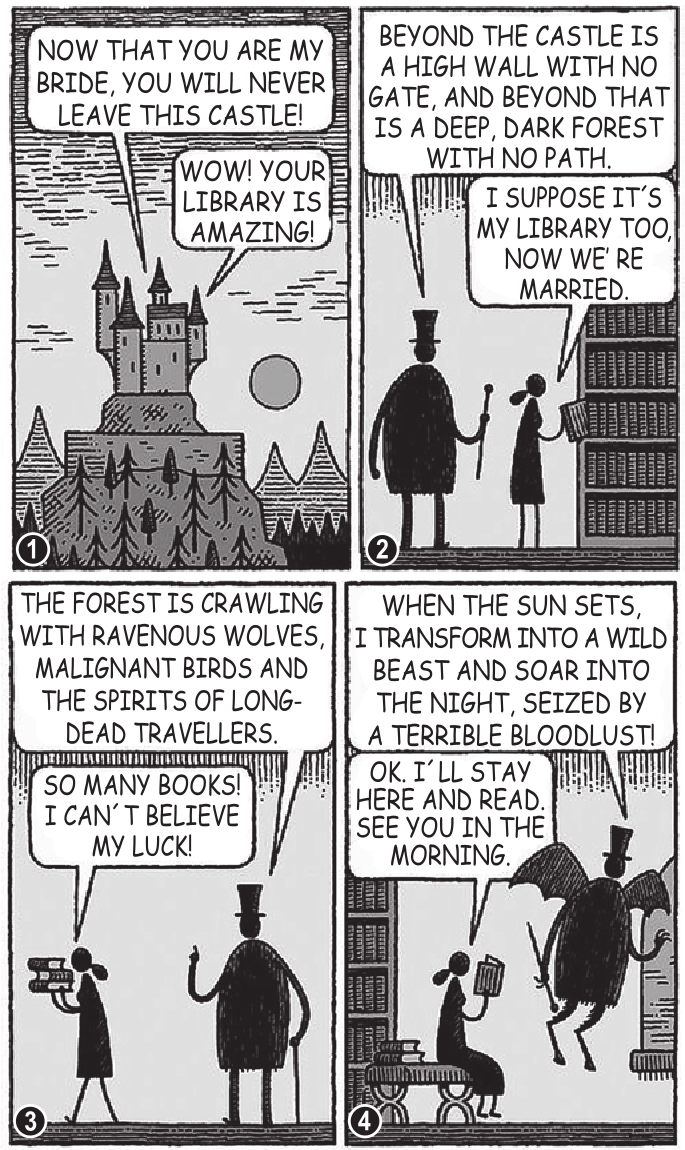 NOW THAT YOU ARE MY
BRIDE, YOU WILL NEVER
LEAVE THIS CASTLE!
WOW! YOUR
LIBRARY IS
AMAZING!
1
BEYOND THE CASTLE IS
A HIGH WALL WITH NO
GATE, AND BEYOND THAT
IS A DEEP, DARK FOREST
WITH NO PATH.
I SUPPOSE IT'S
MY LIBRARY TOO,
NOW WE' RE
MARRIED.
2
THE FOREST IS CRAWLING
WITH RAVENOUS WOLVES,
MALIGNANT BIRDS AND
THE SPIRITS OF LONG-
DEAD TRAVELLERS.
SO MANY BOOKS!
I CAN´T BELIEVE
MY LUCK!
3
WHEN THE SUN SETS,
I TRANSFORM INTO A WILD
BEAST AND SOAR INTO
THE NIGHT, SEIZED BY
A TERRIBLE BLOODLUST!
OK. I´LL STAY
HERE AND READ.
SEE YOU IN THE
MORNING.
4